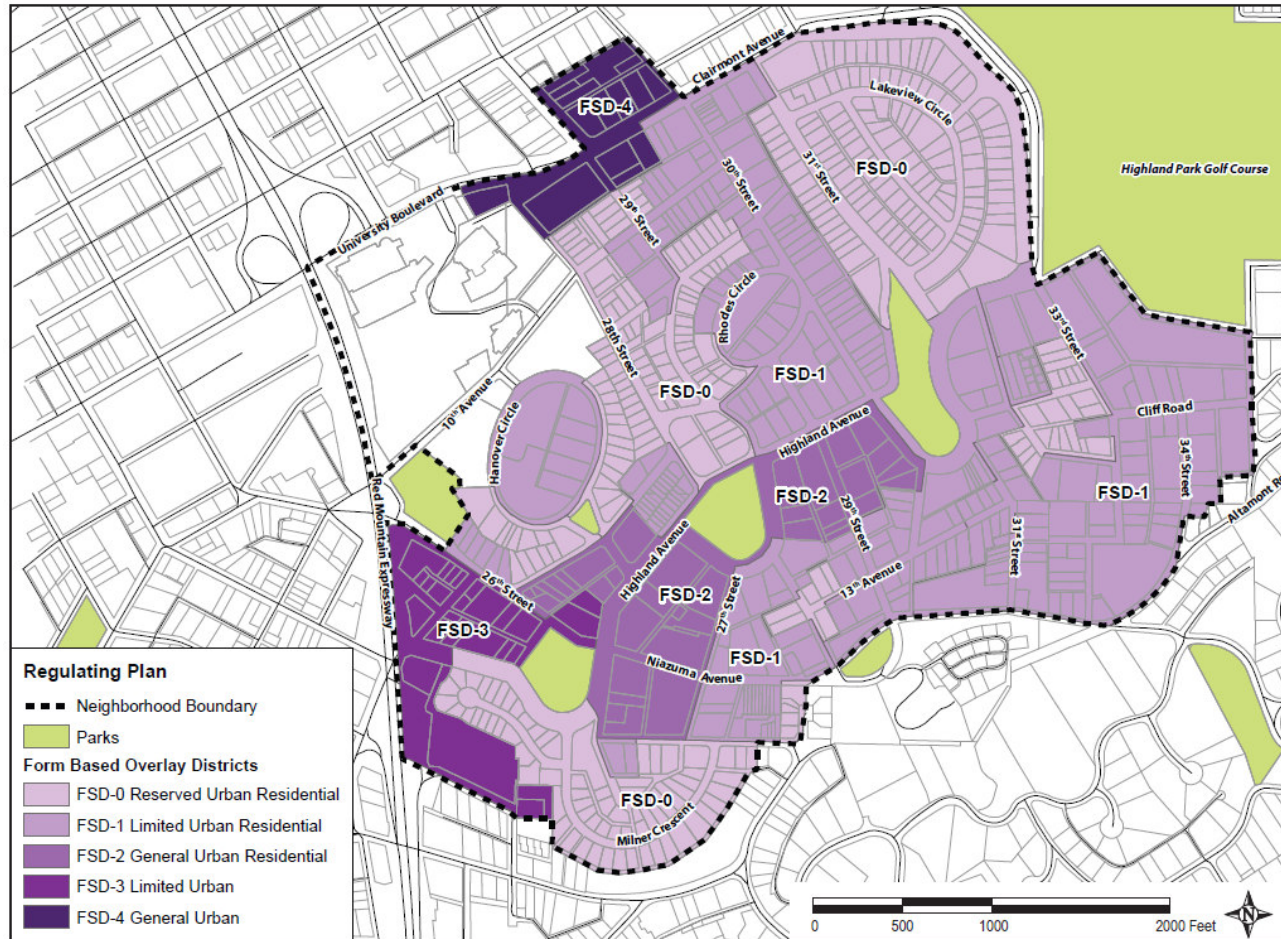 Clairmont Avenue
FSD-4
Lakeview Circle
Highland Park Golf Course
30th Street
31st Street
FSD-0
University Boulevard
29th Street
Rhodes Circle
33rd Street
28th Street
FSD-1
FSD-0
10th Avenue
Hanover Circle
Cliff Road
Highland Avenue
34th Street
FSD-2
FSD-1
Red Mountain Expressway
29th Street
31st Street
Highland Avenue
26th Street
FSD-2
27th Street
13th Avenue
FSD-3
FSD-1
Niazuma Avenue
FSD-0
Milner Crescent
Regulating Plan
Neighborhood Boundary
Parks
Form Based Overlay Districts
FSD-0 Reserved Urban Residential
FSD-1 Limited Urban Residential
FSD-2 General Urban Residential
FSD-3 Limited Urban
FSD-4 General Urban
0 500 1000 2000 Feet
N